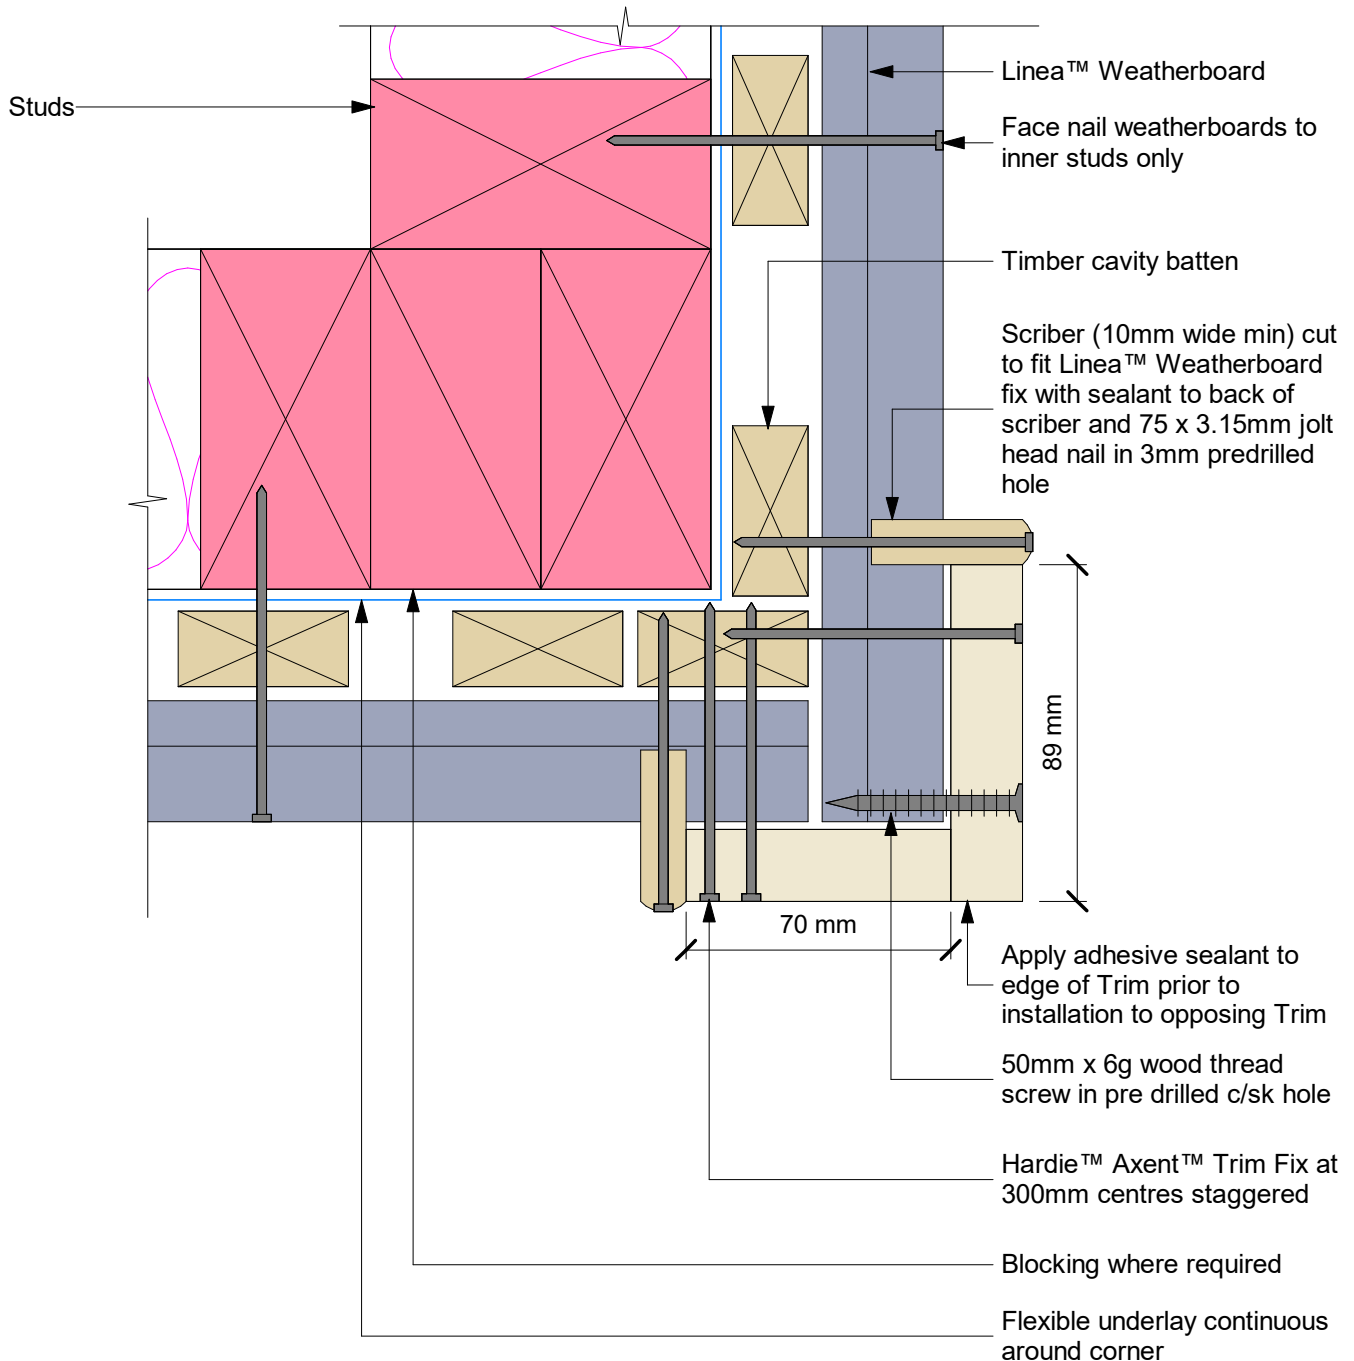 Studs
Linea™ Weatherboard
Face nail weatherboards to
inner studs only
Timber cavity batten
Scriber (10mm wide min) cut
to fit Linea™ Weatherboard
fix with sealant to back of
scriber and 75 x 3.15mm jolt
head nail in 3mm predrilled
hole
89 mm
70 mm
Apply adhesive sealant to
edge of Trim prior to
installation to opposing Trim
50mm x 6g wood thread
screw in pre drilled c/sk hole
Hardie™ Axent™ Trim Fix at
300mm centres staggered
Blocking where required
Flexible underlay continuous
around corner